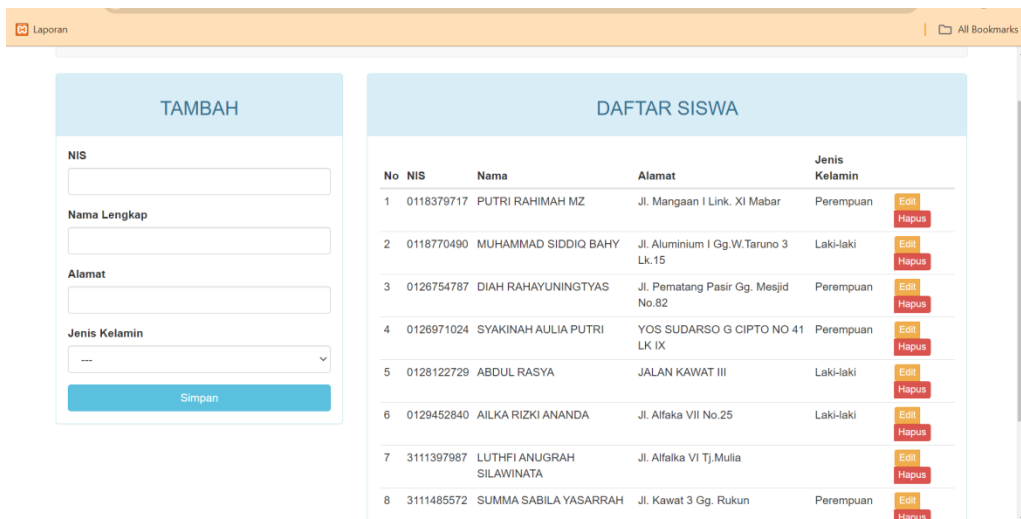 Laporan
All Bookmarks
TAMBAH
NIS
Nama Lengkap
Alamat
Jenis Kelamin
---
Simpan
DAFTAR SISWA
No NIS Nama Alamat Jenis Kelamin
1 0118379717 PUTRI RAHIMAH MZ Jl. Mangaan I Link. XI Mabar Perempuan Edit
Hapus
2 0118770490 MUHAMMAD SIDDIQ BAHY Jl. Aluminium I Gg.W.Taruno 3 Laki-laki Edit
Lk.15 Hapus
3 0126754787 DIAH RAHAYUNINGTYAS Jl. Pematang Pasir Gg. Mesjid Perempuan Edit
No.82 Hapus
4 0126971024 SYAKINAH AULIA PUTRI YOS SUDARSO G CIPTO NO 41 Perempuan Edit
LK IX Hapus
5 0128122729 ABDUL RASYA JALAN KAWAT III Laki-laki Edit
Hapus
6 0129452840 AILKA RIZKI ANANDA Jl. Alfaka VII No.25 Laki-laki Edit
Hapus
7 3111397987 LUTHFI ANUGRAH Jl. Alfalka VI Tj.Mulia Edit
SILAWINATA Hapus
8 3111485572 SUMMA SABILA YASARRAH Jl. Kawat 3 Gg. Rukun Perempuan Edit
Hapus